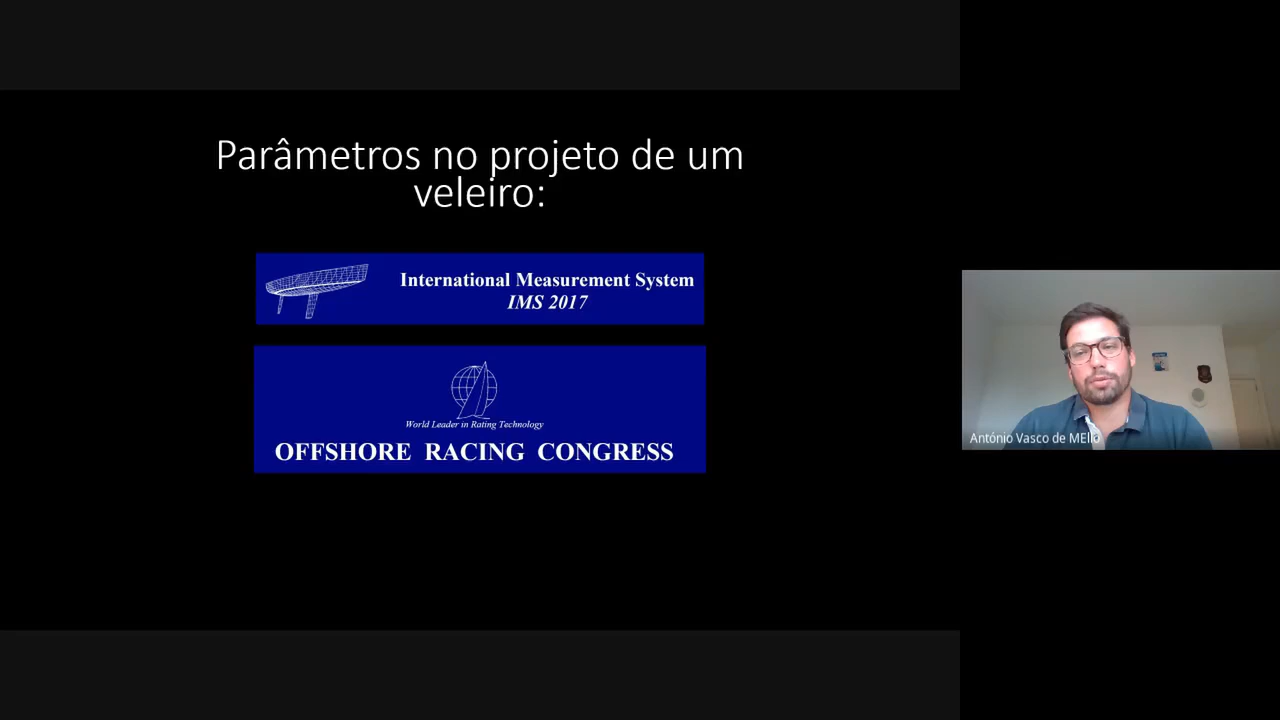 Parâmetros no projeto de um
veleiro:
International Measurement System
IMS 2017
World Leader in Rating Technology
OFFSHORE RACING CONGRESS
António Vasco de MEllo